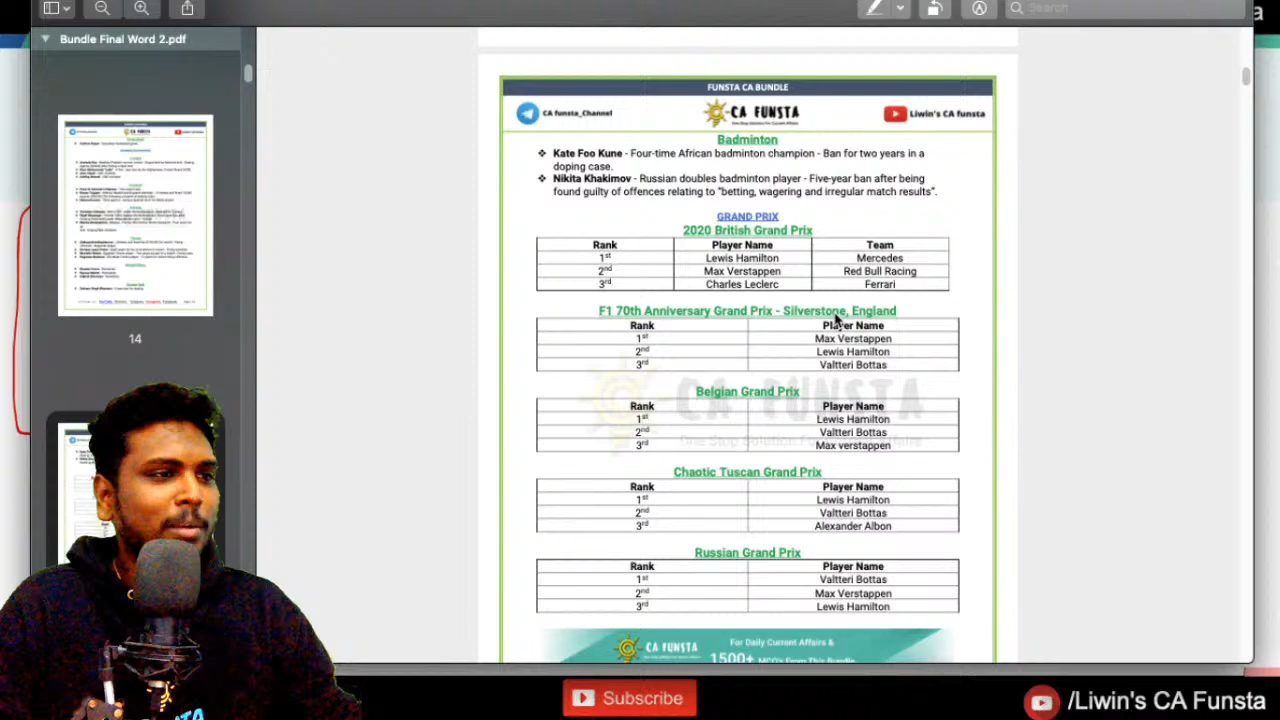 Search
Bundle Final Word 2.pdf
14
FUNSTA CA BUNDLE
CA funsta_Channel
CA FUNSTA
Liwin's CA funsta
Badminton
Kate Foo Kune - Four-time African badminton champion - Ban for two years in a
doping case.
Nikita Khakimov - Russian doubles badminton player - Five-year ban after being
found guilty of offences relating to "betting, wagering and irregular match results".
GRAND PRIX
2020 British Grand Prix
Rank Player Name Team
1st Lewis Hamilton Mercedes
2nd Max Verstappen Red Bull Racing
3rd Charles Leclerc Ferrari
F1 70th Anniversary Grand Prix - Silverstone, England
Rank Player Name
1st Max Verstappen
2nd Lewis Hamilton
3rd Valtteri Bottas
Belgian Grand Prix
Rank Player Name
1st Lewis Hamilton
2nd Valtteri Bottas
3rd Max verstappen
Chaotic Tuscan Grand Prix
Rank Player Name
1st Lewis Hamilton
2nd Valtteri Bottas
3rd Alexander Albon
Russian Grand Prix
Rank Player Name
1st Valtteri Bottas
2nd Max Verstappen
3rd Lewis Hamilton
CA FUNSTA
For Daily Current Affairs &
1500+ MCQ's From This Bundle
Subscribe
/Liwin's CA Funsta